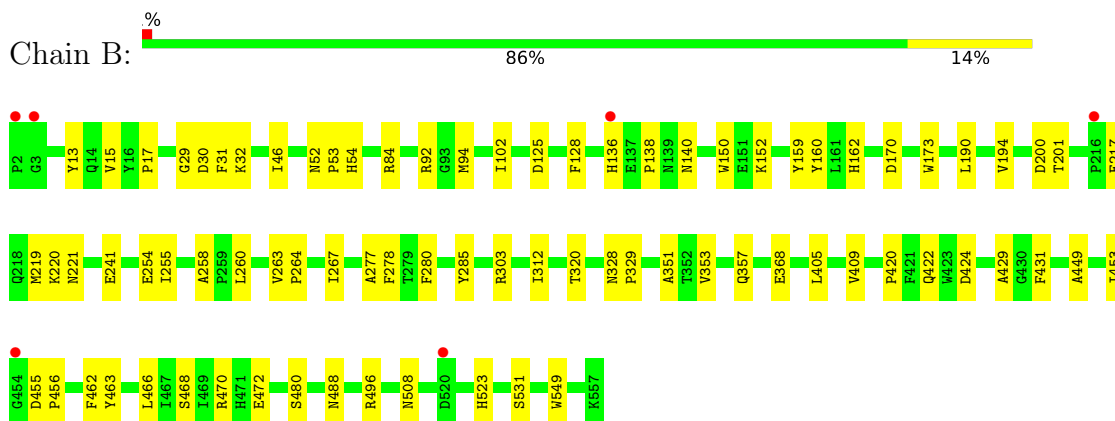 %
Chain B:
86% 14%
P2 G3 Y13 Q14 V15 Y16 P17 G29 D30 F31 K32 I46 N52 P53 H54 R84 R92 G93 M94 I102 D125 F128 H136 E137 P138 N139 N140 W150 E151 K152 Y159 Y160 L161 H162 D170 W173 L190 V194 D200 T201 P216
Q218 M219 K220 N221 E241 E254 I255 A258 P259 L260 V263 P264 I267 A277 F278 T279 F280 Y285 R303 I312 T320 N328 P329 A351 T352 V353 Q357 E368 L405 V409 P420 F421 Q422 W423 D424 A429 G430 F431 A449
G454 D455 P456 F462 Y463 L466 I467 S468 I469 R470 H471 E472 S480 N488 R496 N508 D520 H523 S531 W549 K557